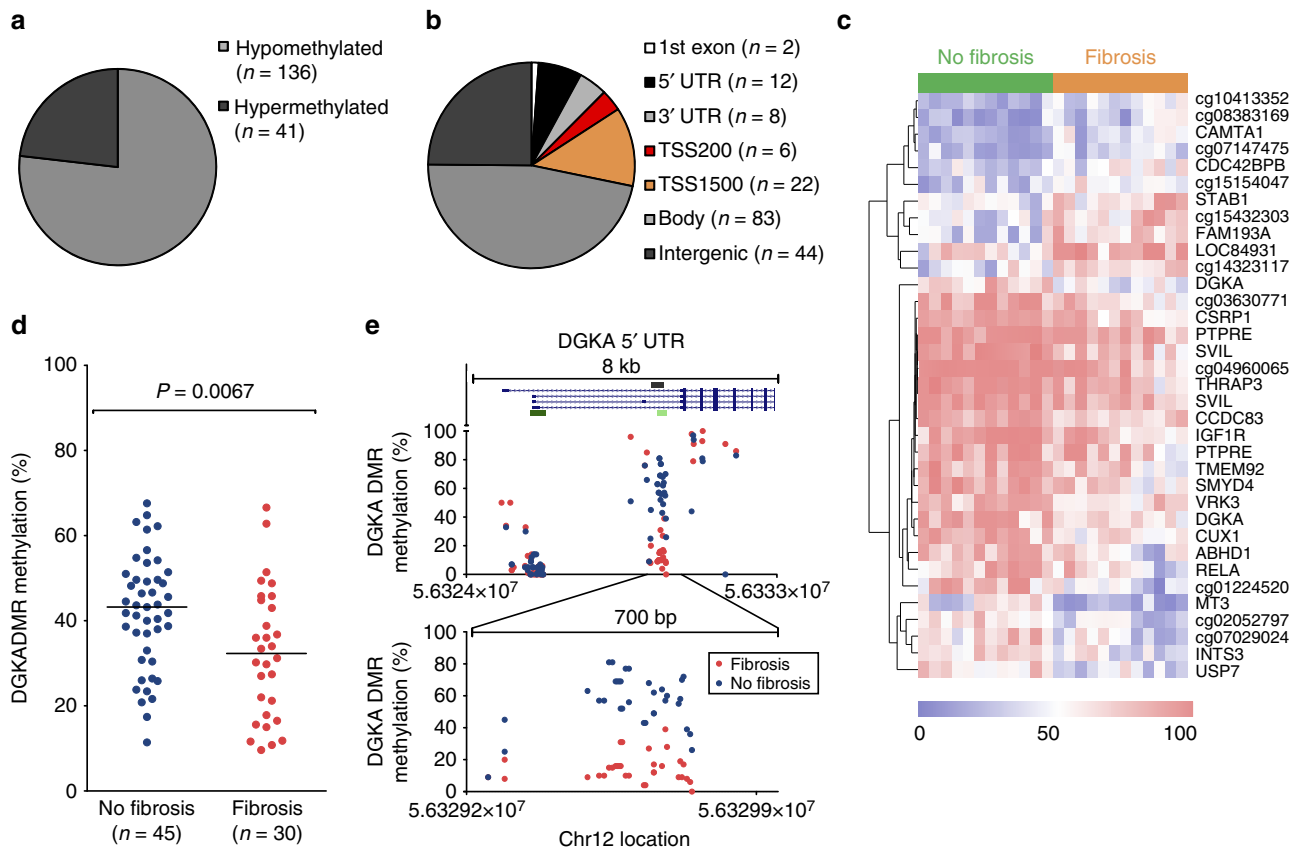 a
Hypomethylated
(n = 136)
Hypermethylated
(n = 41)
b
1st exon (n = 2)
5′ UTR (n = 12)
3′ UTR (n = 8)
TSS200 (n = 6)
TSS1500 (n = 22)
Body (n = 83)
Intergenic (n = 44)
c
No fibrosis
Fibrosis
cg10413352
cg08383169
CAMTA1
cg07147475
CDC42BPB
cg15154047
STAB1
cg15432303
FAM193A
LOC84931
cg14323117
DGKA
cg03630771
CSRP1
PTPRE
SVIL
cg04960065
THRAP3
SVIL
CCDC83
IGF1R
PTPRE
TMEM92
SMYD4
VRK3
DGKA
CUX1
ABHD1
RELA
cg01224520
MT3
cg02052797
cg07029024
INTS3
USP7
0
50
100
d
DGKADMR methylation (%)
100
80
60
40
20
0
P = 0.0067
No fibrosis
(n = 45)
Fibrosis
(n = 30)
e
DGKA 5′ UTR
8 kb
DGKA DMR
methylation (%)
100
80
60
40
20
0
5.6324×10⁷
5.6333×10⁷
700 bp
DGKA DMR
methylation (%)
100
80
60
40
20
0
Fibrosis
No fibrosis
5.63292×10⁷
5.63299×10⁷
Chr12 location